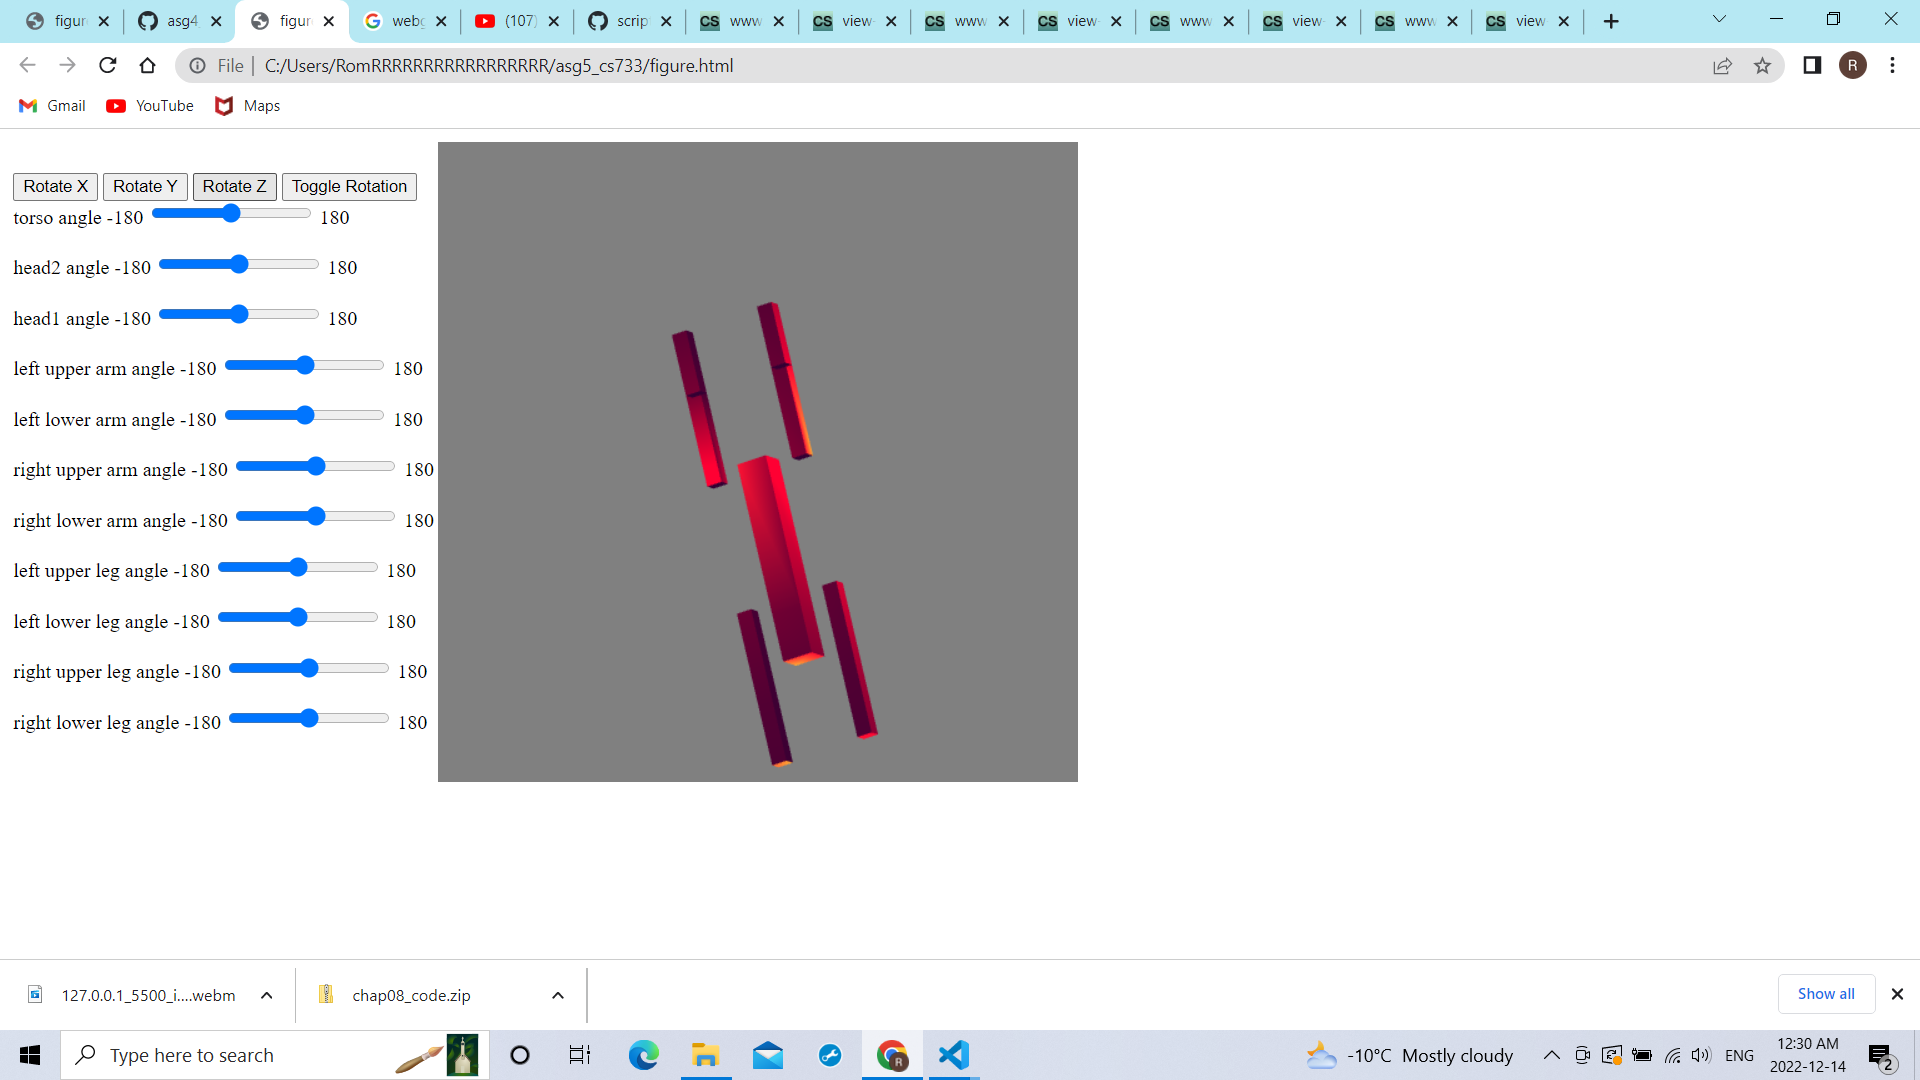 figur asg4 figur web (107) scrip www view- www view- www view- www view
File | C:/Users/RomRRRRRRRRRRRRRRRRR/asg5_cs733/figure.html R
Gmail YouTube Maps
Rotate X Rotate Y Rotate Z Toggle Rotation
torso angle -180 180
head2 angle -180 180
head1 angle -180 180
left upper arm angle -180 180
left lower arm angle -180 180
right upper arm angle -180 180
right lower arm angle -180 180
left upper leg angle -180 180
left lower leg angle -180 180
right upper leg angle -180 180
right lower leg angle -180 180
127.0.0.1_5500_i....webm chap08_code.zip Show all
Type here to search -10°C Mostly cloudy ENG 12:30 AM
2022-12-14 2